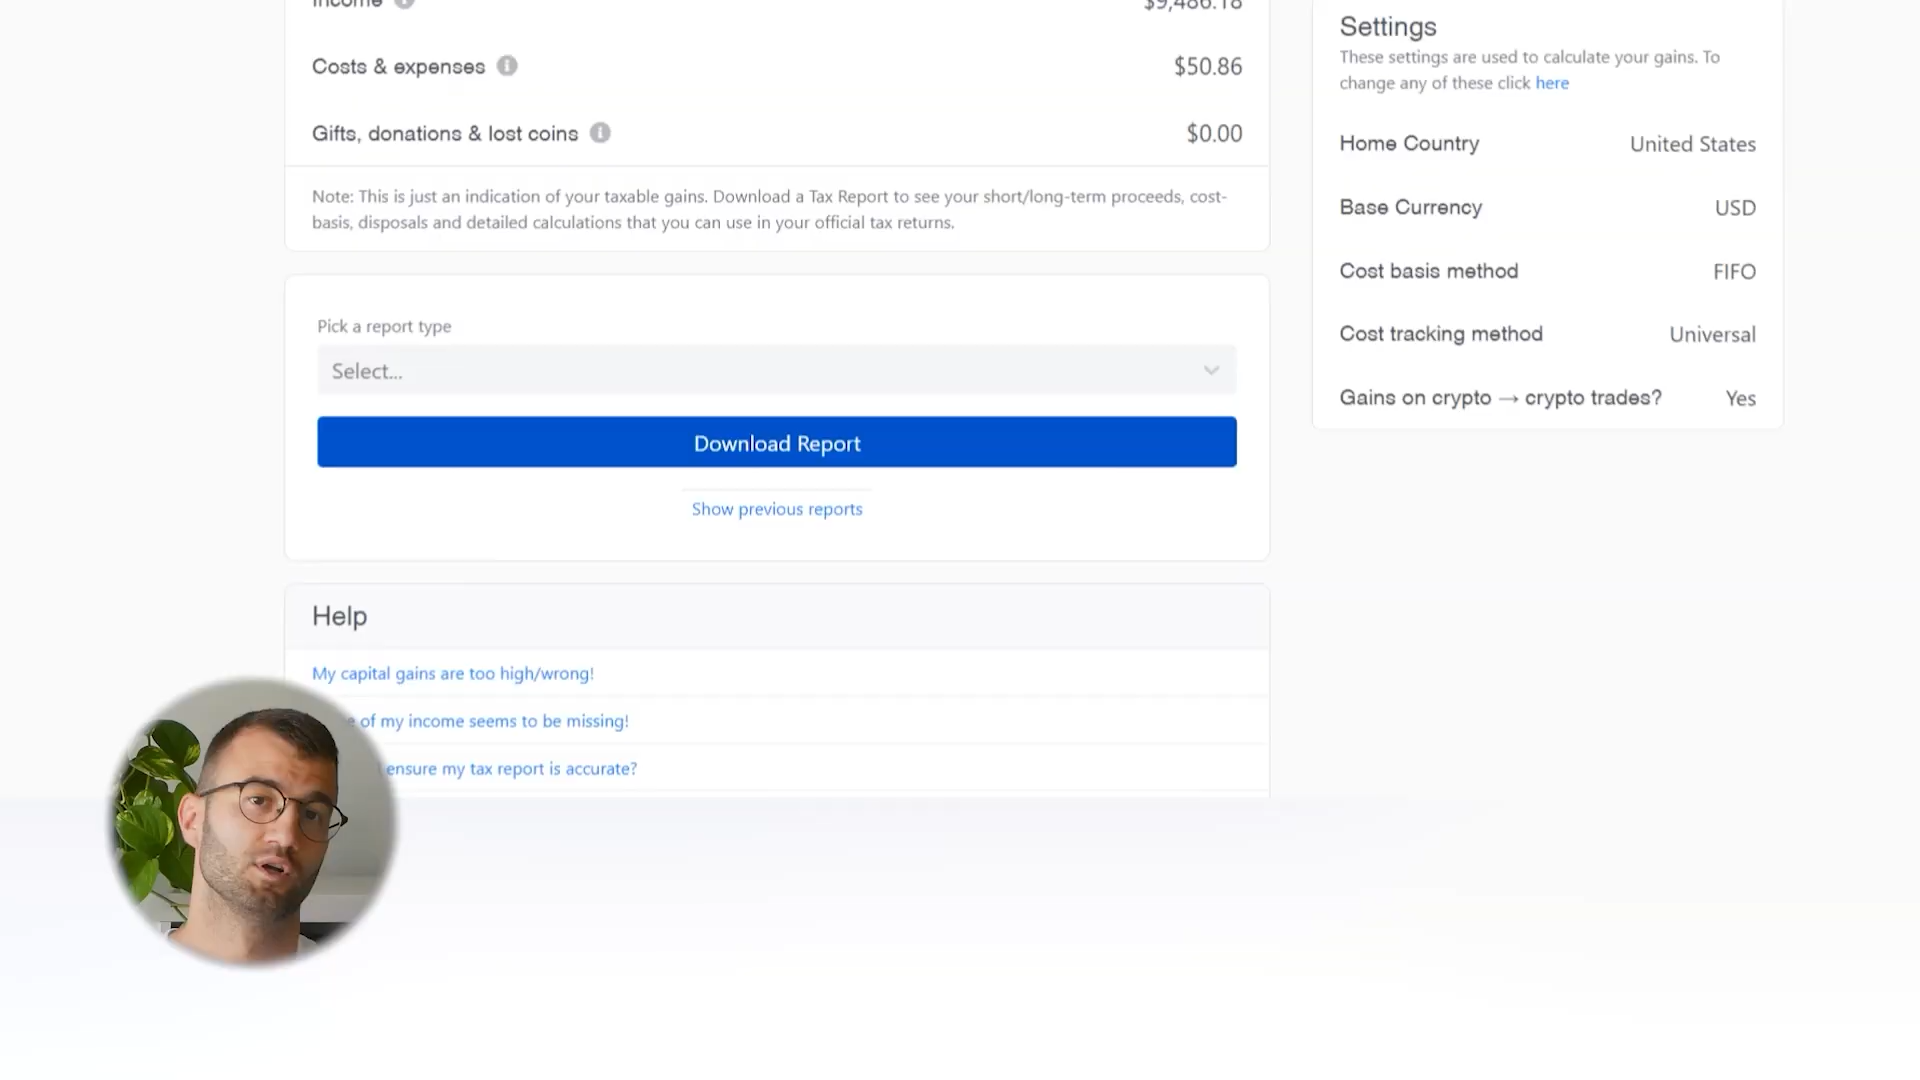 Income
$9,486.18
Costs & expenses
$50.86
Gifts, donations & lost coins
$0.00
Note: This is just an indication of your taxable gains. Download a Tax Report to see your short/long-term proceeds, cost-
basis, disposals and detailed calculations that you can use in your official tax returns.
Pick a report type
Select...
Download Report
Show previous reports
Help
My capital gains are too high/wrong!
of my income seems to be missing!
ensure my tax report is accurate?
Settings
These settings are used to calculate your gains. To
change any of these click here
Home Country
United States
Base Currency
USD
Cost basis method
FIFO
Cost tracking method
Universal
Gains on crypto → crypto trades?
Yes